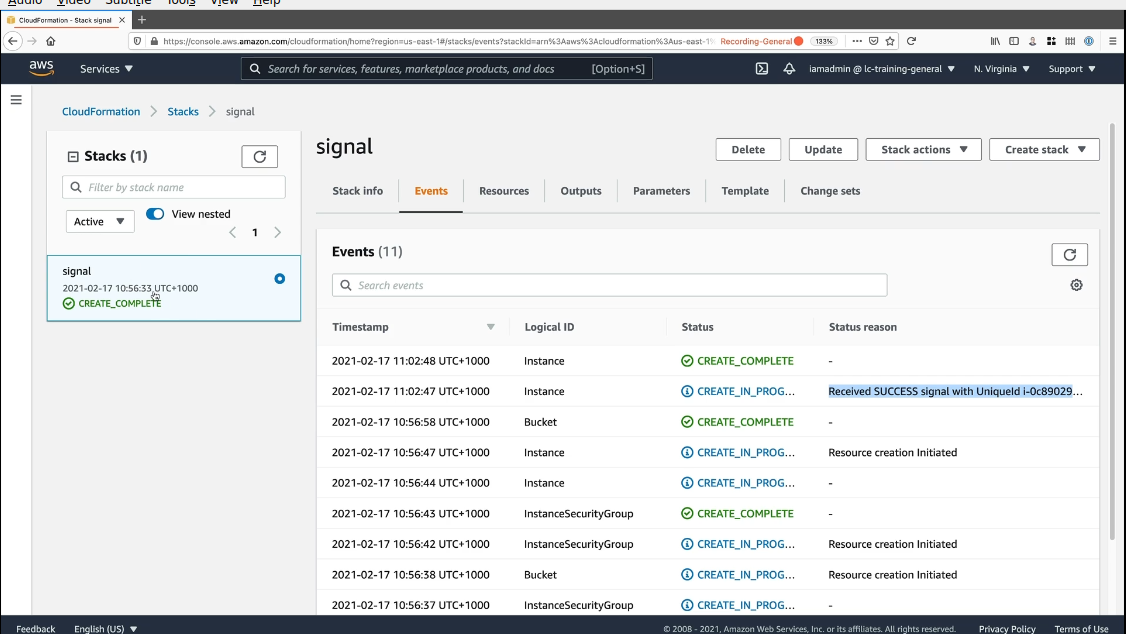 Audio Video Subtitle Tools View Help
CloudFormation - Stack signal
https://console.aws.amazon.com/cloudformation/home?region=us-east-1#/stacks/events?stackId=arn%3Aaws%3Acloudformation%3Aus-east-1% Recording-General 133%
aws Services Search for services, features, marketplace products, and docs [Option+S] iamadmin @ lc-training-general N. Virginia Support
CloudFormation > Stacks > signal
Stacks (1)
Filter by stack name
Active View nested
1
signal
2021-02-17 10:56:33 UTC+1000
CREATE_COMPLETE
signal
Delete Update Stack actions Create stack
Stack info Events Resources Outputs Parameters Template Change sets
Events (11)
Search events
Timestamp Logical ID Status Status reason
2021-02-17 11:02:48 UTC+1000 Instance CREATE_COMPLETE -
2021-02-17 11:02:47 UTC+1000 Instance CREATE_IN_PROG... Received SUCCESS signal with UniqueId i-0c89029...
2021-02-17 10:56:58 UTC+1000 Bucket CREATE_COMPLETE -
2021-02-17 10:56:47 UTC+1000 Instance CREATE_IN_PROG... Resource creation Initiated
2021-02-17 10:56:44 UTC+1000 Instance CREATE_IN_PROG... -
2021-02-17 10:56:43 UTC+1000 InstanceSecurityGroup CREATE_COMPLETE -
2021-02-17 10:56:42 UTC+1000 InstanceSecurityGroup CREATE_IN_PROG... Resource creation Initiated
2021-02-17 10:56:38 UTC+1000 Bucket CREATE_IN_PROG... Resource creation Initiated
2021-02-17 10:56:37 UTC+1000 InstanceSecurityGroup CREATE_IN_PROG... -
Feedback English (US) © 2008 - 2021, Amazon Web Services, Inc. or its affiliates. All rights reserved. Privacy Policy Terms of Use